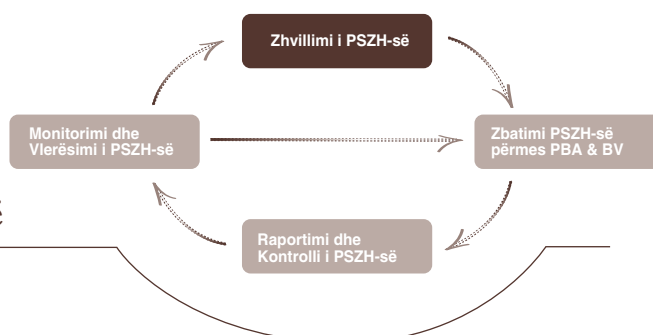 Zhvillimi i PSZH-së
Monitorimi dhe
Vlerësimi i PSZH-së
Zbatimi PSZH-së
përmes PBA & BV
Raportimi dhe
Kontrolli i PSZH-së